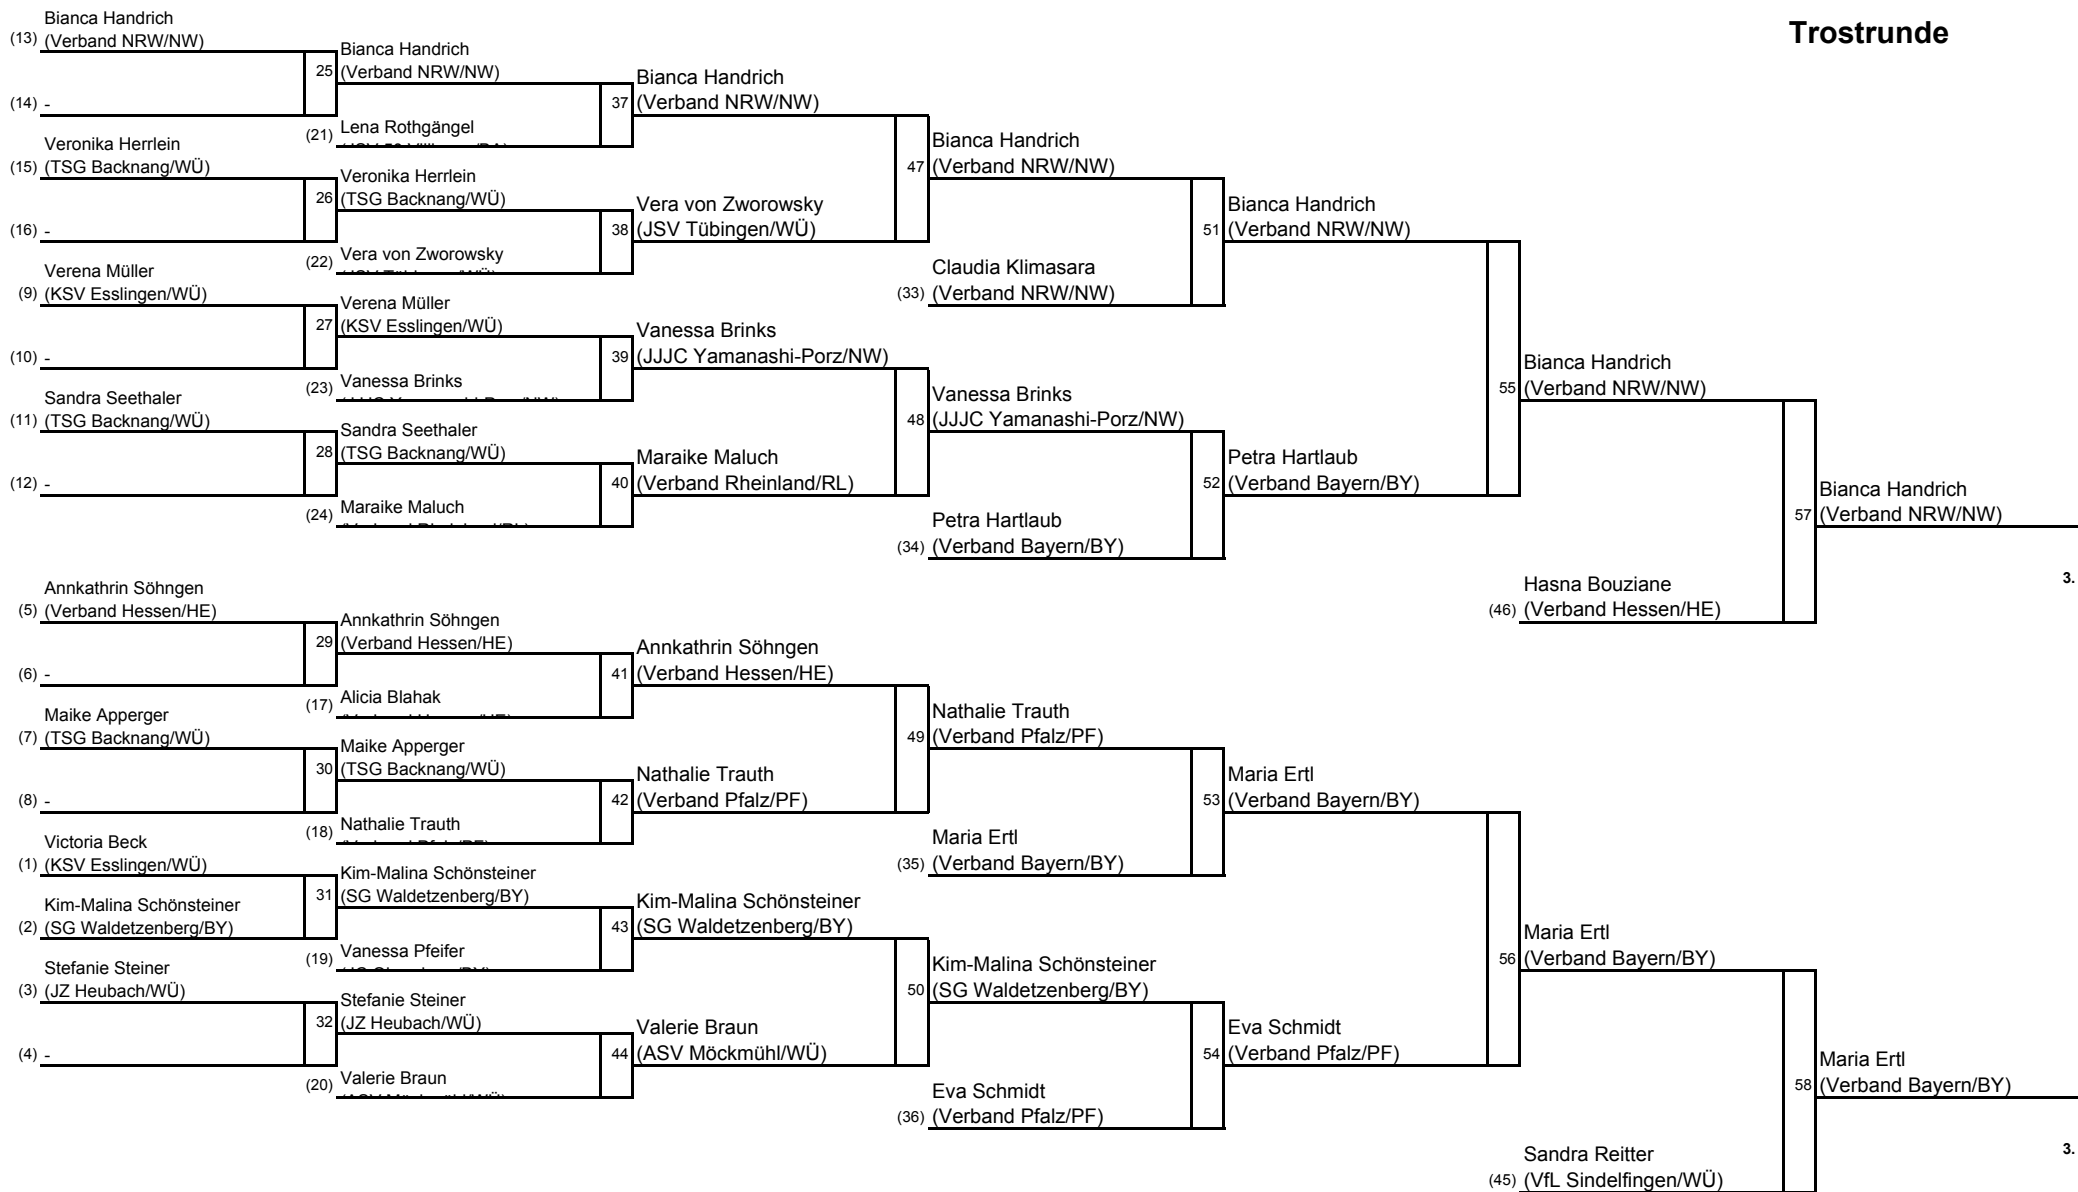 Trostrunde
Bianca Handrich
(13) (Verband NRW/NW)
(14) -
Veronika Herrlein
(15) (TSG Backnang/WÜ)
(16) -
Verena Müller
(9) (KSV Esslingen/WÜ)
(10) -
Sandra Seethaler
(11) (TSG Backnang/WÜ)
(12) -
Annkathrin Söhngen
(5) (Verband Hessen/HE)
(6) -
Maike Apperger
(7) (TSG Backnang/WÜ)
(8) -
Victoria Beck
(1) (KSV Esslingen/WÜ)
Kim-Malina Schönsteiner
(2) (SG Waldetzenberg/BY)
Stefanie Steiner
(3) (JZ Heubach/WÜ)
(4) -
Bianca Handrich
25 (Verband NRW/NW)
(21) Lena Rothgängel
Veronika Herrlein
26 (TSG Backnang/WÜ)
(22) Vera von Zworowsky
Verena Müller
27 (KSV Esslingen/WÜ)
(23) Vanessa Brinks
Sandra Seethaler
28 (TSG Backnang/WÜ)
(24) Maraike Maluch
Annkathrin Söhngen
29 (Verband Hessen/HE)
(17) Alicia Blahak
Maike Apperger
30 (TSG Backnang/WÜ)
(18) Nathalie Trauth
Kim-Malina Schönsteiner
31 (SG Waldetzenberg/BY)
(19) Vanessa Pfeifer
Stefanie Steiner
32 (JZ Heubach/WÜ)
(20) Valerie Braun
Bianca Handrich
37 (Verband NRW/NW)
Vera von Zworowsky
38 (JSV Tübingen/WÜ)
Vanessa Brinks
39 (JJJC Yamanashi-Porz/NW)
Maraike Maluch
40 (Verband Rheinland/RL)
Annkathrin Söhngen
41 (Verband Hessen/HE)
Nathalie Trauth
42 (Verband Pfalz/PF)
Kim-Malina Schönsteiner
43 (SG Waldetzenberg/BY)
Valerie Braun
44 (ASV Möckmühl/WÜ)
Bianca Handrich
47 (Verband NRW/NW)
Claudia Klimasara
(33) (Verband NRW/NW)
Vanessa Brinks
48 (JJJC Yamanashi-Porz/NW)
Petra Hartlaub
(34) (Verband Bayern/BY)
Nathalie Trauth
49 (Verband Pfalz/PF)
Maria Ertl
(35) (Verband Bayern/BY)
Kim-Malina Schönsteiner
50 (SG Waldetzenberg/BY)
Eva Schmidt
(36) (Verband Pfalz/PF)
Bianca Handrich
51 (Verband NRW/NW)
Petra Hartlaub
52 (Verband Bayern/BY)
Maria Ertl
53 (Verband Bayern/BY)
Eva Schmidt
54 (Verband Pfalz/PF)
Bianca Handrich
55 (Verband NRW/NW)
Hasna Bouziane
(46) (Verband Hessen/HE)
Maria Ertl
56 (Verband Bayern/BY)
Sandra Reitter
(45) (VfL Sindelfingen/WÜ)
Bianca Handrich
57 (Verband NRW/NW)
3.
Maria Ertl
58 (Verband Bayern/BY)
3.